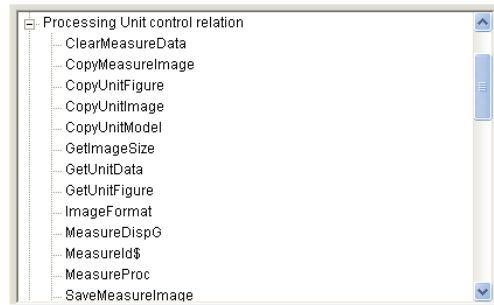 Processing Unit control relation
ClearMeasureData
CopyMeasureImage
CopyUnitFigure
CopyUnitImage
CopyUnitModel
GetImageSize
GetUnitData
GetUnitFigure
ImageFormat
MeasureDispG
MeasureId$
MeasureProc
SaveMeasureImage